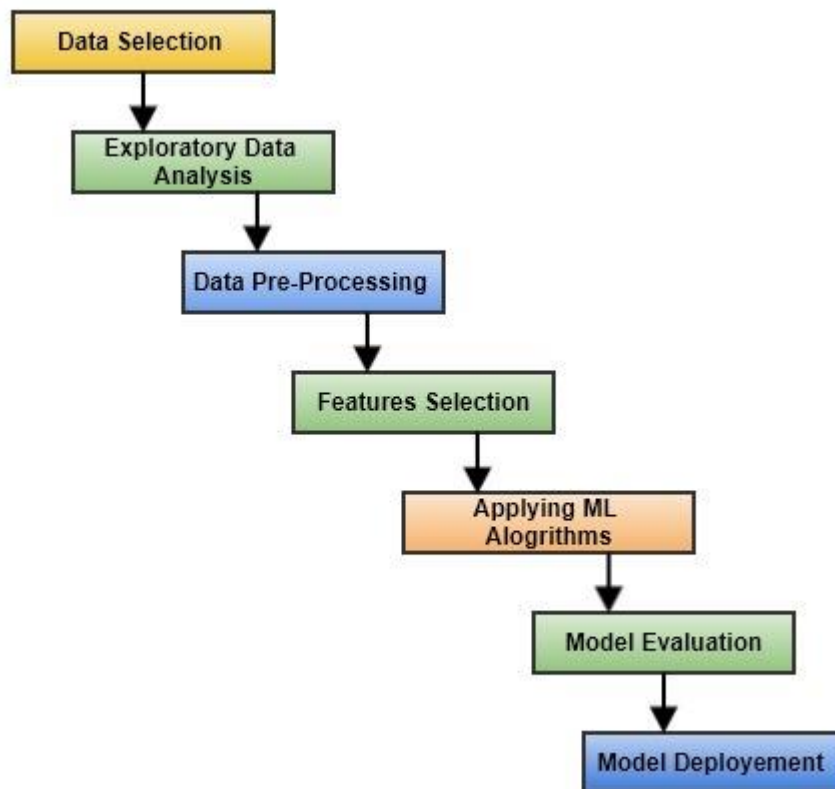 Data Selection
Exploratory Data
Analysis
Data Pre-Processing
Features Selection
Applying ML
Alogrithms
Model Evaluation
Model Deployement